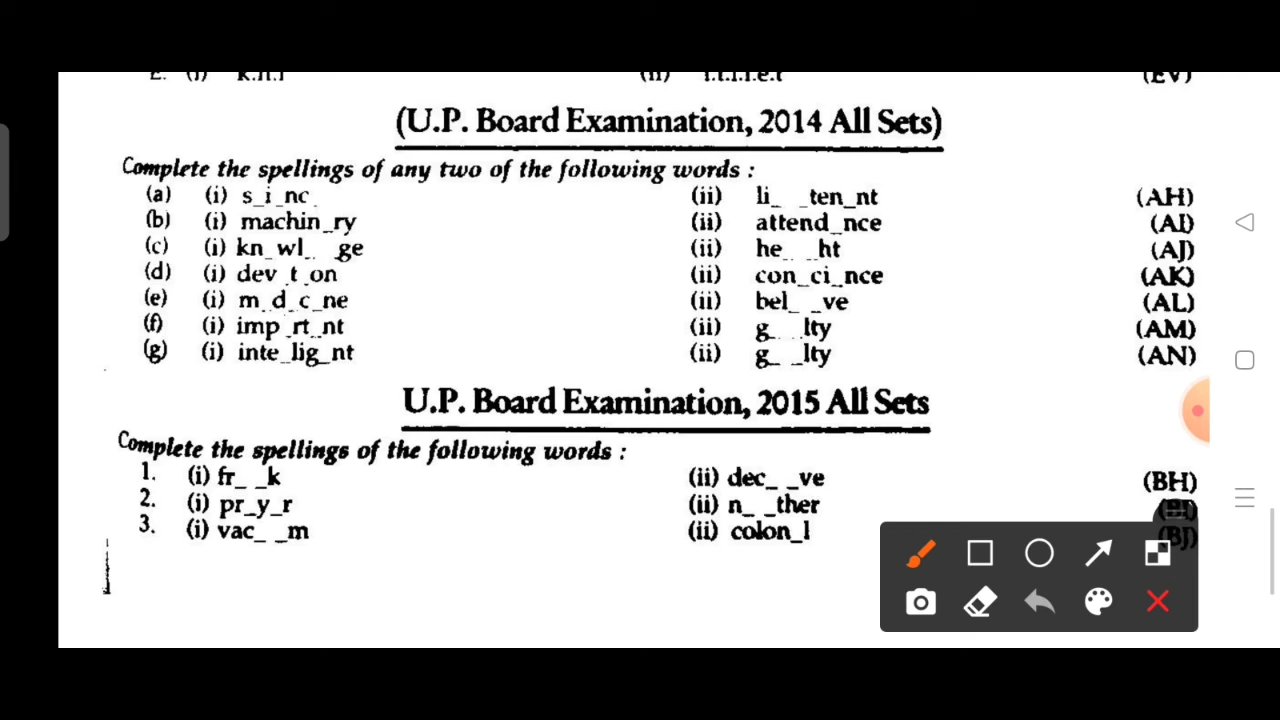 (U.P. Board Examination, 2014 All Sets)
Complete the spellings of any two of the following words :
(a) (i) s_i_nc_ (ii) li_ _ten_nt (AH)
(b) (i) machin_ry (ii) attend_nce (AI)
(c) (i) kn_wl_ _ge (ii) he_ _ht (AJ)
(d) (i) dev_t_on (ii) con_ci_nce (AK)
(e) (i) m_d_c_ne (ii) bel_ _ve (AL)
(f) (i) imp_rt_nt (ii) g_ _lty (AM)
(g) (i) inte_lig_nt (ii) g_ _lty (AN)
U.P. Board Examination, 2015 All Sets
Complete the spellings of the following words :
1. (i) fr_ _k (ii) dec_ _ve (BH)
2. (i) pr_y_r (ii) n_ _ther (BI)
3. (i) vac_ _m (ii) colon_l (BJ)